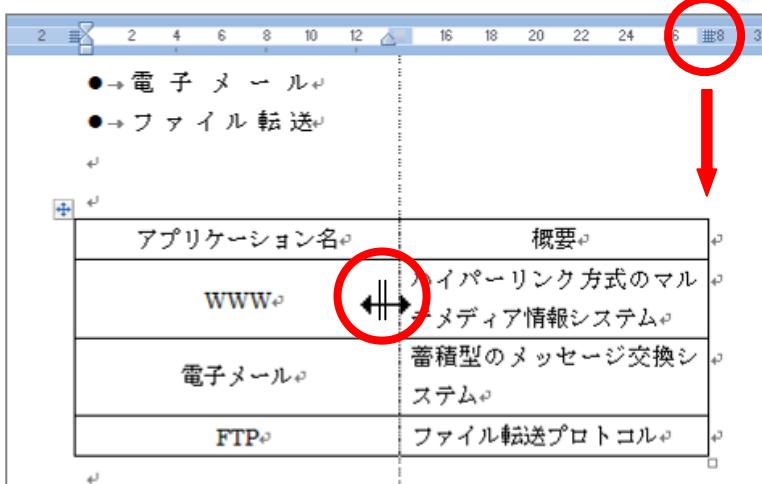 2 2 4 6 8 10 12 16 18 20 22 24 26 8 3
●→電子メール↵
●→ファイル転送↵
↵
↵
アプリケーション名↵ 概要↵ ↵
WWW↵ ハイパーリンク方式のマル ↵
チメディア情報システム↵
電子メール↵ 蓄積型のメッセージ交換シ ↵
ステム↵
FTP↵ ファイル転送プロトコル↵ ↵
↵